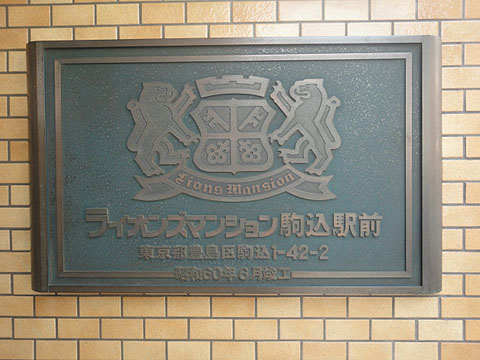 Lions Mansion
ライオンズマンション駒込駅前
東京都豊島区駒込1-42-2
昭和60年6月竣工